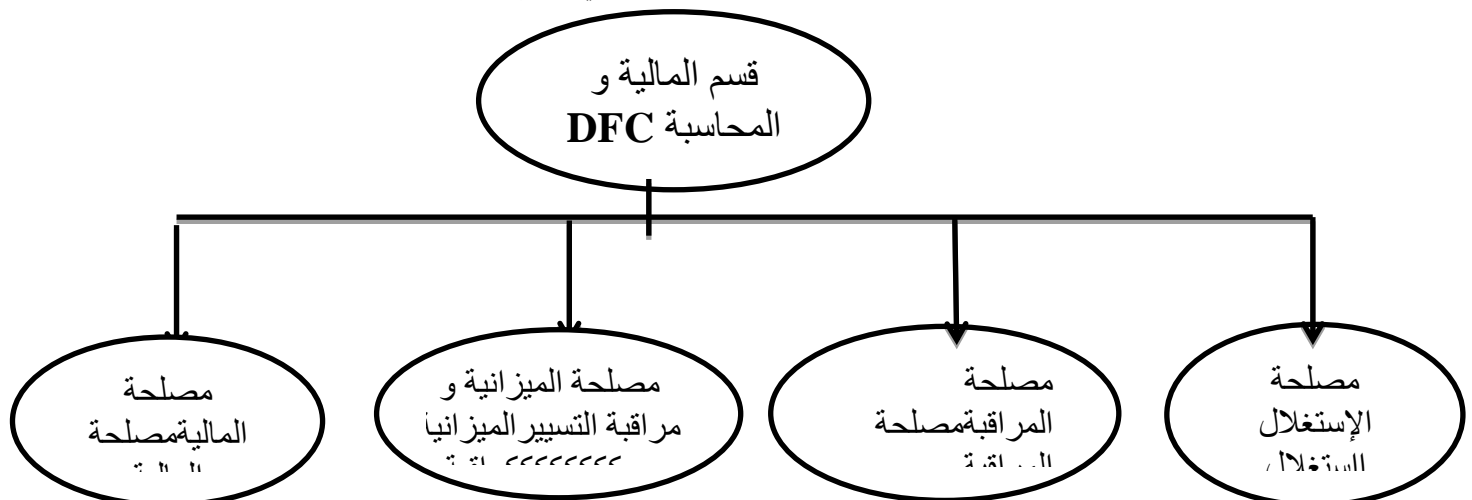 قسم المالية و
المحاسبة DFC
مصلحة
الإستغلال
مصلحة
المراقبةمصلحة
مصلحة الميزانية و
مراقبة التسييرالميزانيا
مصلحة
الماليةمصلحة